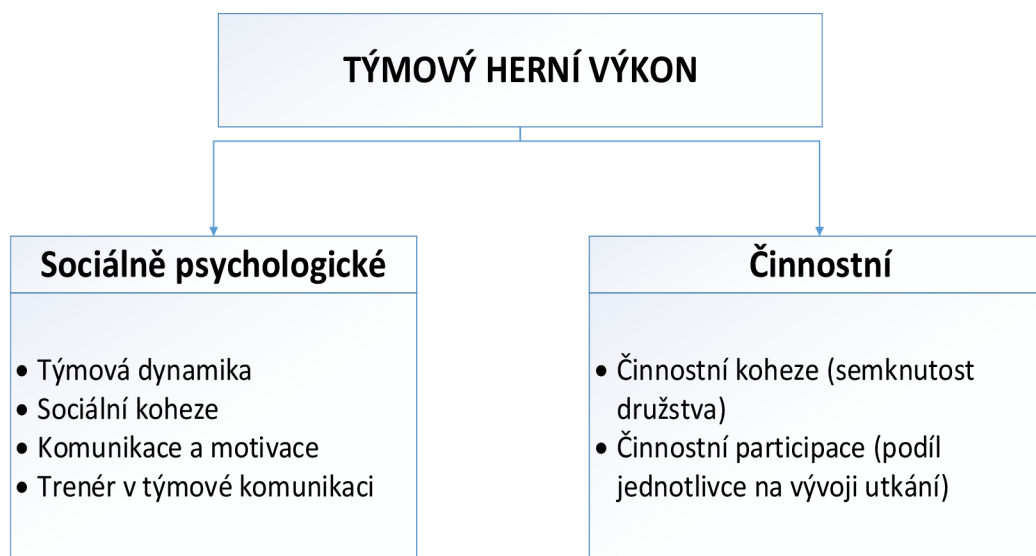 TÝMOVÝ HERNÍ VÝKON
Sociálně psychologické
• Týmová dynamika
• Sociální koheze
• Komunikace a motivace
• Trenér v týmové komunikaci
Činnostní
• Činnostní koheze (semknutost
družstva)
• Činnostní participace (podíl
jednotlivce na vývoji utkání)